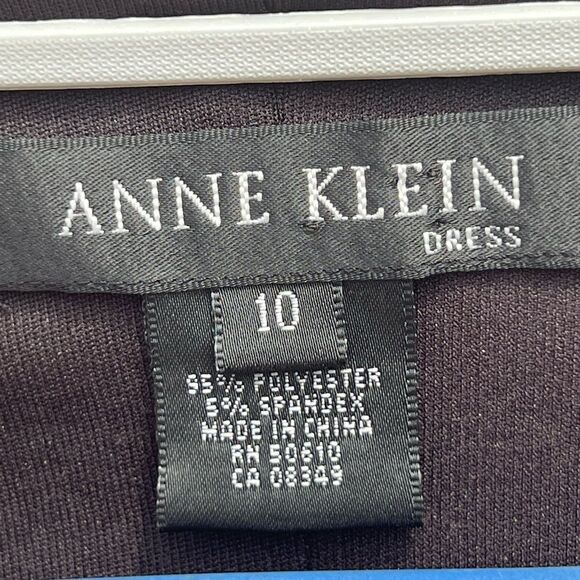 ANNE KLEIN
DRESS
10
95% POLYESTER
5% SPANDEX
MADE IN CHINA
RN 50610
CA 08349